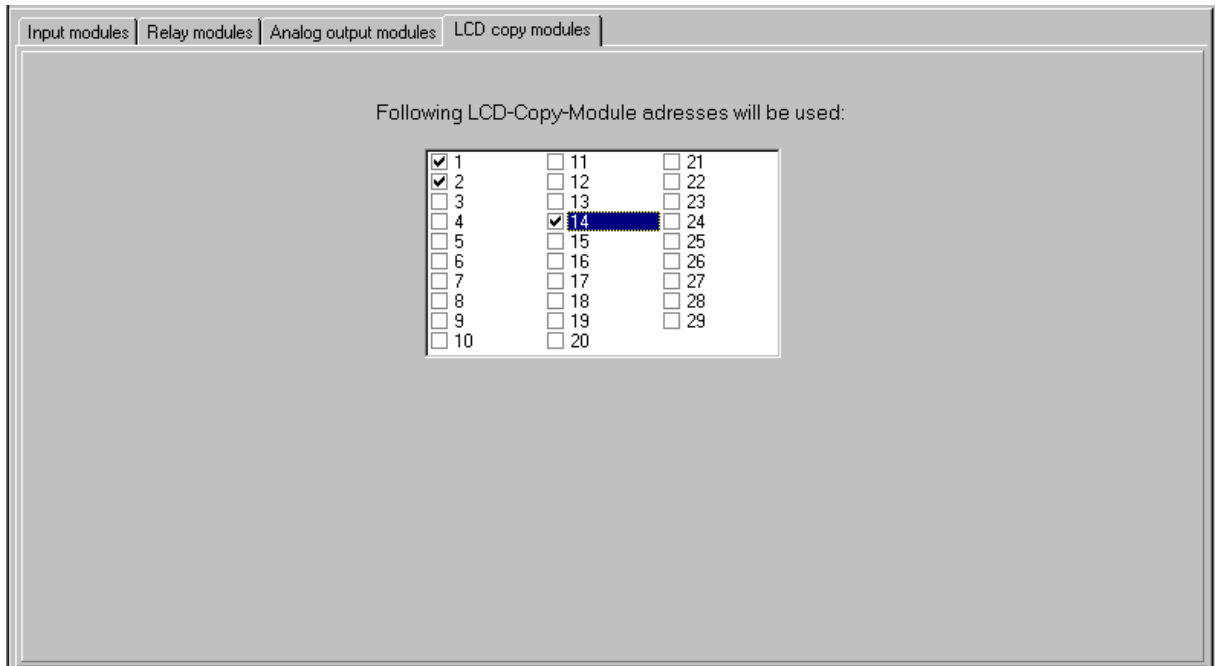 Input modules Relay modules Analog output modules LCD copy modules
Following LCD-Copy-Module adresses will be used:
1 11 21
2 12 22
3 13 23
4 14 24
5 15 25
6 16 26
7 17 27
8 18 28
9 19 29
10 20